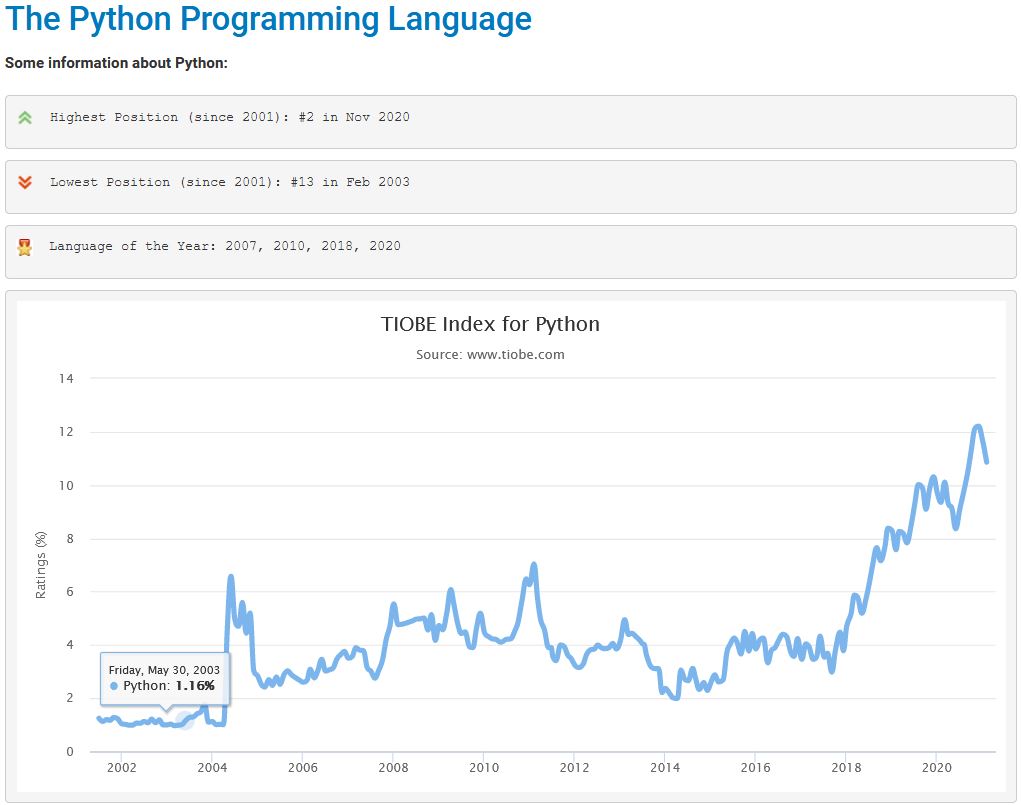 The Python Programming Language
Some information about Python:
Highest Position (since 2001): #2 in Nov 2020
Lowest Position (since 2001): #13 in Feb 2003
Language of the Year: 2007, 2010, 2018, 2020
TIOBE Index for Python
Source: www.tiobe.com
14
12
10
8
6
4
2
0
Ratings (%)
Friday, May 30, 2003
Python: 1.16%
2002 2004 2006 2008 2010 2012 2014 2016 2018 2020